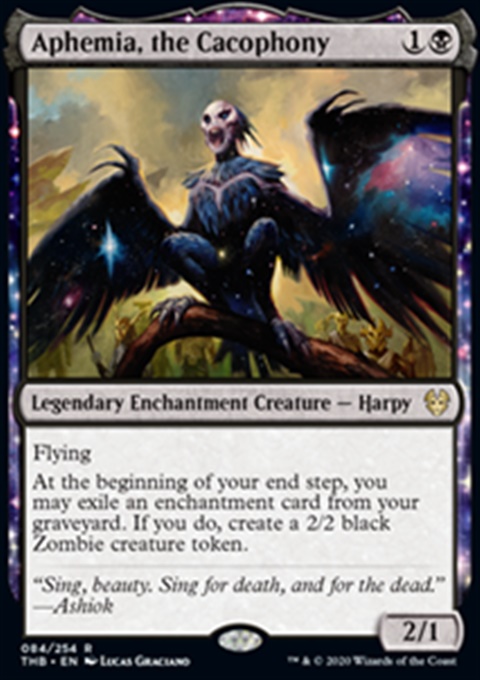 Aphemia, the Cacophony 1
Legendary Enchantment Creature — Harpy
Flying
At the beginning of your end step, you
may exile an enchantment card from your
graveyard. If you do, create a 2/2 black
Zombie creature token.
“Sing, beauty. Sing for death, and for the dead.”
—Ashiok
2/1
084/254 R
THB • EN Lucas Graciano
™ & © 2020 Wizards of the Coast